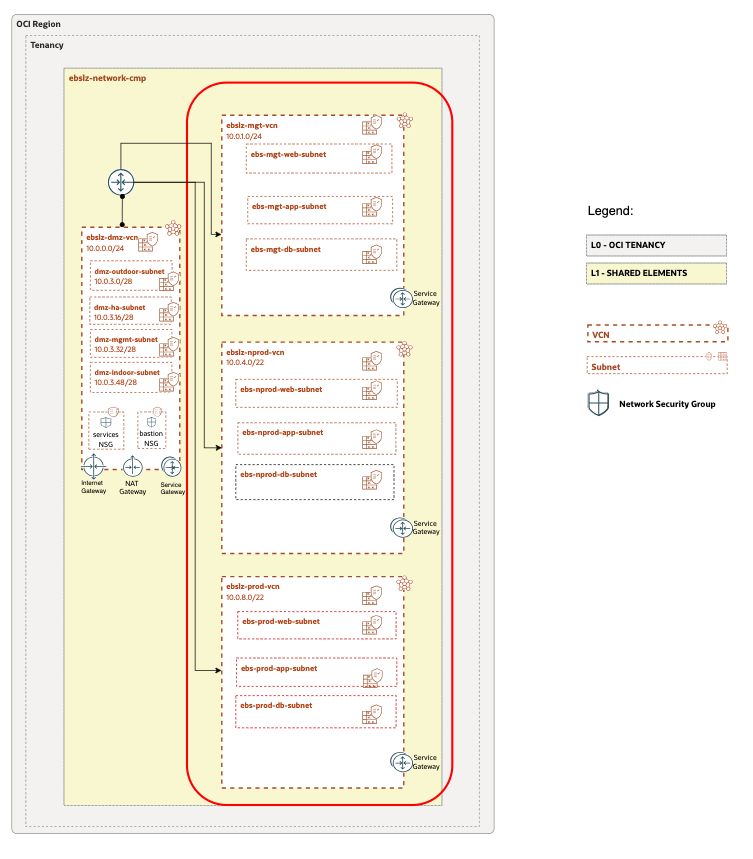 OCI Region
Tenancy
ebslz-network-cmp
ebslz-mgt-vcn
10.0.1.0/24
ebs-mgt-web-subnet
ebs-mgt-app-subnet
ebs-mgt-db-subnet
Service
Gateway
ebslz-dmz-vcn
10.0.0.0/24
dmz-outdoor-subnet
10.0.3.0/28
dmz-ha-subnet
10.0.3.16/28
dmz-mgmt-subnet
10.0.3.32/28
dmz-indoor-subnet
10.0.3.48/28
services
NSG
bastion
NSG
Internet
Gateway
NAT
Gateway
Service
Gateway
ebslz-nprod-vcn
10.0.4.0/22
ebs-nprod-web-subnet
ebs-nprod-app-subnet
ebs-nprod-db-subnet
Service
Gateway
ebslz-prod-vcn
10.0.8.0/22
ebs-prod-web-subnet
ebs-prod-app-subnet
ebs-prod-db-subnet
Service
Gateway
Legend:
L0 - OCI TENANCY
L1 - SHARED ELEMENTS
VCN
Subnet
Network Security Group